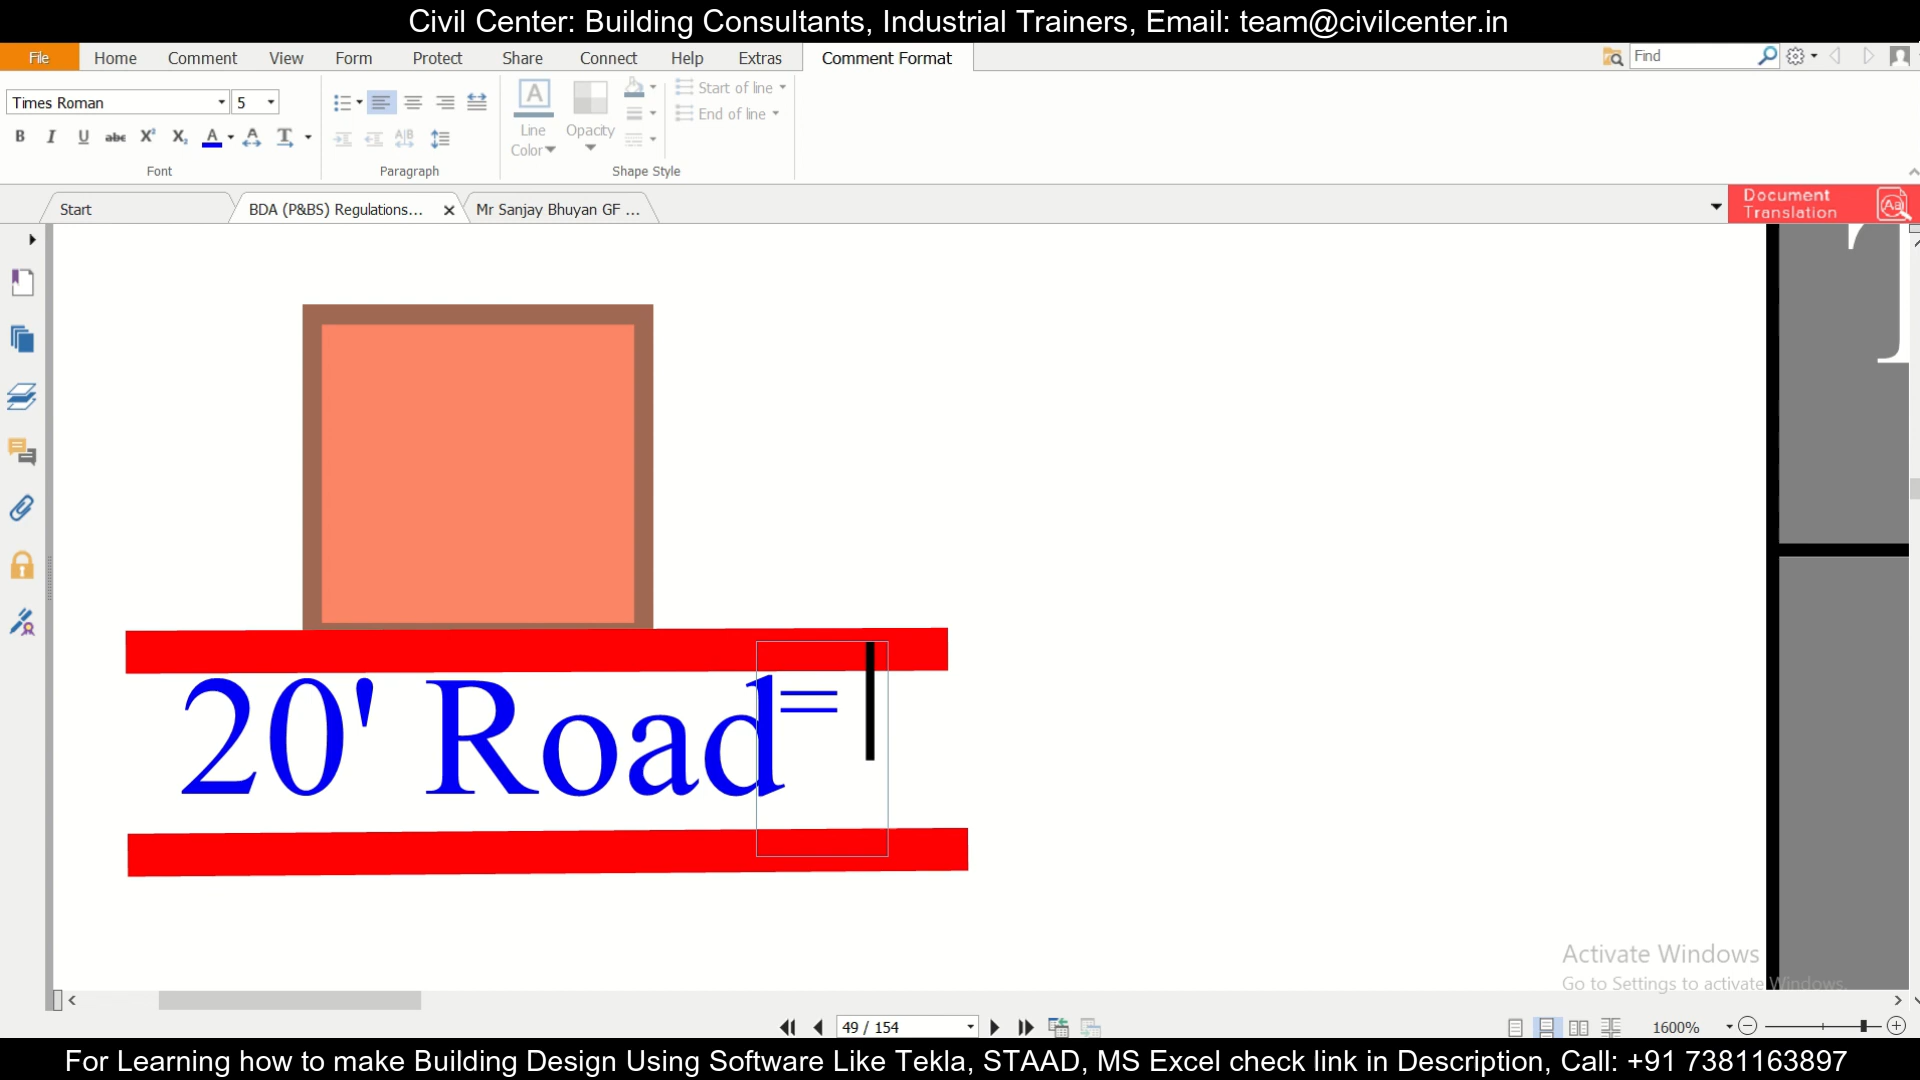 Civil Center: Building Consultants, Industrial Trainers, Email: team@civilcenter.in
File Home Comment View Form Protect Share Connect Help Extras Comment Format Find
Times Roman 5 Line Color Opacity Start of line End of line
B I U abc X² X₂ A A T A|B
Font Paragraph Shape Style
Start BDA (P&BS) Regulations... Mr Sanjay Bhuyan GF ... Document Translation
20' Road=
Activate Windows
Go to Settings to activate Windows.
49 / 154 1600%
For Learning how to make Building Design Using Software Like Tekla, STAAD, MS Excel check link in Description, Call: +91 7381163897